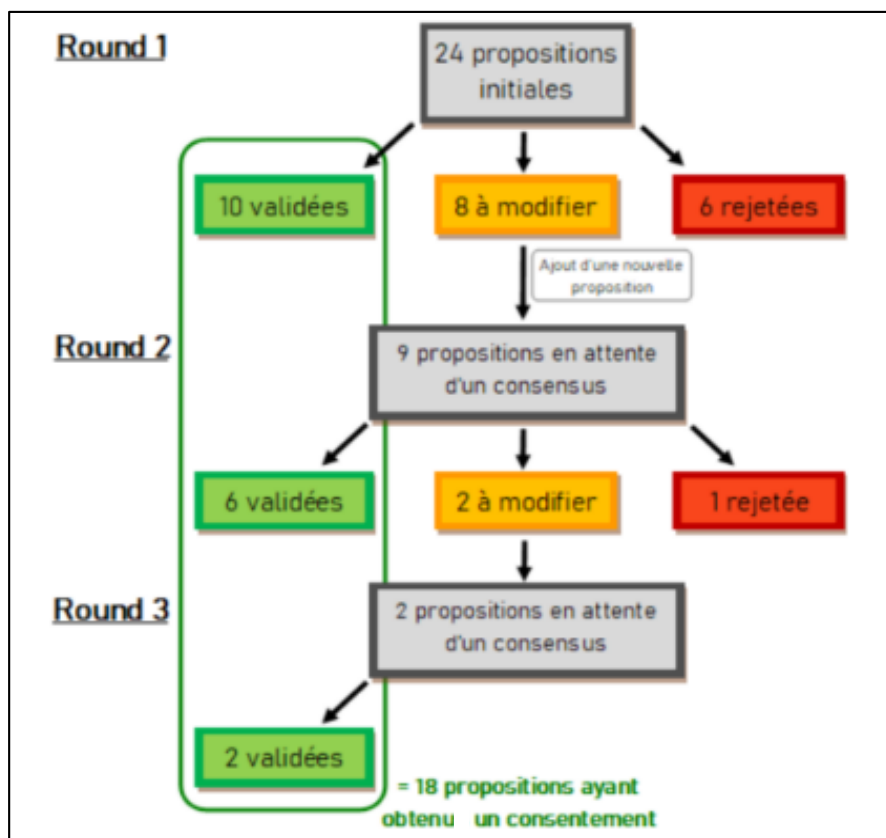 Round 1
24 propositions
initiales
10 validées
8 à modifier
6 rejetées
Ajout d'une nouvelle
proposition
Round 2
9 propositions en attente
d'un consensus
6 validées
2 à modifier
1 rejetée
Round 3
2 propositions en attente
d'un consensus
2 validées
= 18 propositions ayant
obtenu un consentement